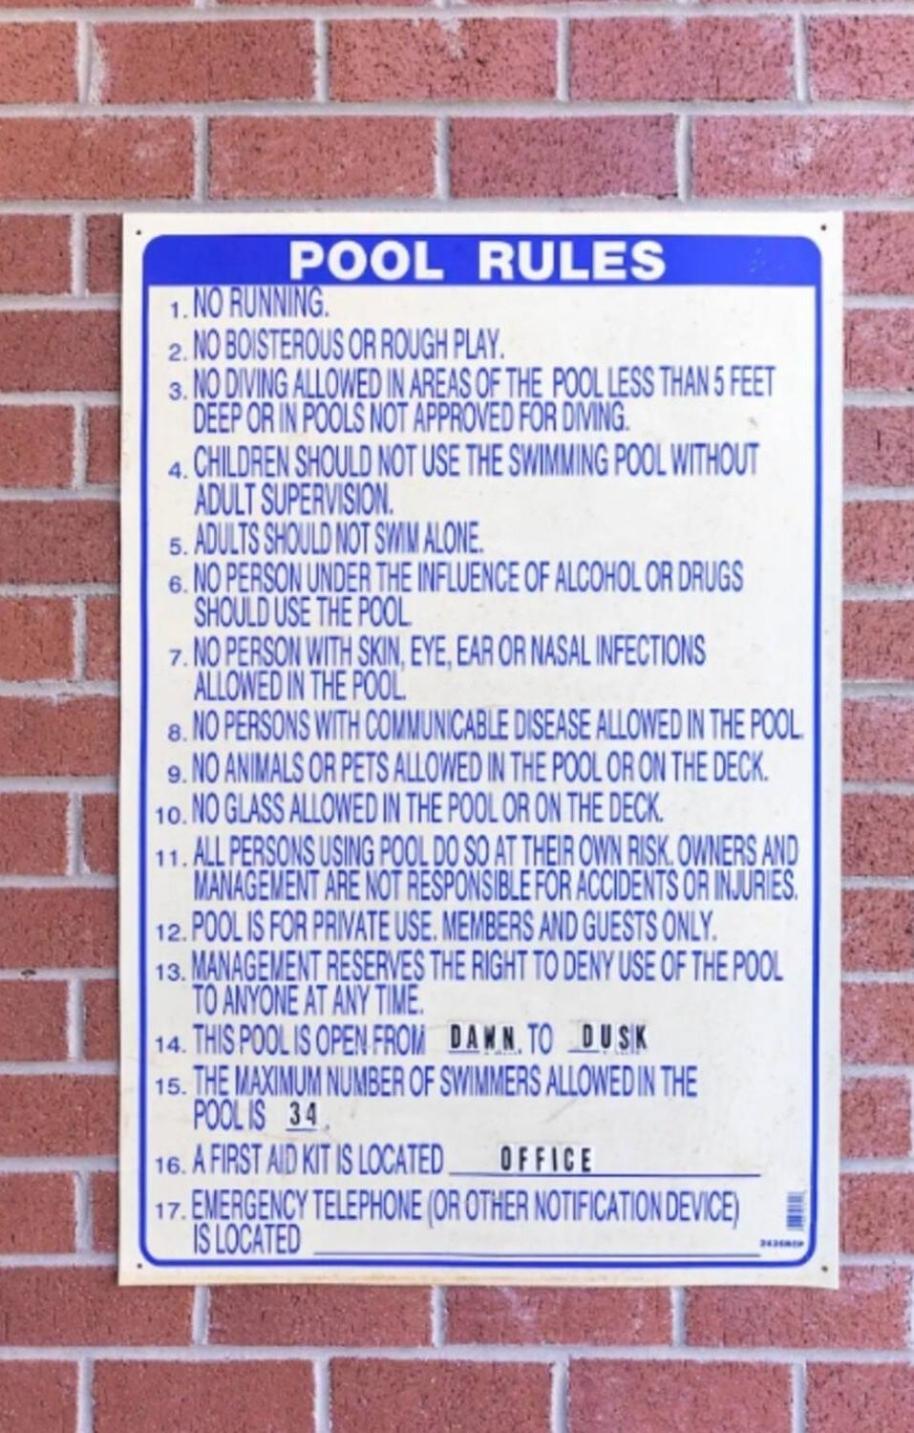 POOL RULES
1. NO RUNNING.
2. NO BOISTEROUS OR ROUGH PLAY.
3. NO DIVING ALLOWED IN AREAS OF THE POOL LESS THAN 5 FEET
DEEP OR IN POOLS NOT APPROVED FOR DIVING.
4. CHILDREN SHOULD NOT USE THE SWIMMING POOL WITHOUT
ADULT SUPERVISION.
5. ADULTS SHOULD NOT SWIM ALONE.
6. NO PERSON UNDER THE INFLUENCE OF ALCOHOL OR DRUGS
SHOULD USE THE POOL.
7. NO PERSON WITH SKIN, EYE, EAR OR NASAL INFECTIONS
ALLOWED IN THE POOL.
8. NO PERSONS WITH COMMUNICABLE DISEASE ALLOWED IN THE POOL.
9. NO ANIMALS OR PETS ALLOWED IN THE POOL OR ON THE DECK.
10. NO GLASS ALLOWED IN THE POOL OR ON THE DECK.
11. ALL PERSONS USING POOL DO SO AT THEIR OWN RISK. OWNERS AND
MANAGEMENT ARE NOT RESPONSIBLE FOR ACCIDENTS OR INJURIES.
12. POOL IS FOR PRIVATE USE. MEMBERS AND GUESTS ONLY.
13. MANAGEMENT RESERVES THE RIGHT TO DENY USE OF THE POOL
TO ANYONE AT ANY TIME.
14. THIS POOL IS OPEN FROM DAWN TO DUSK
15. THE MAXIMUM NUMBER OF SWIMMERS ALLOWED IN THE
POOL IS 34.
16. A FIRST AID KIT IS LOCATED OFFICE
17. EMERGENCY TELEPHONE (OR OTHER NOTIFICATION DEVICE)
IS LOCATED